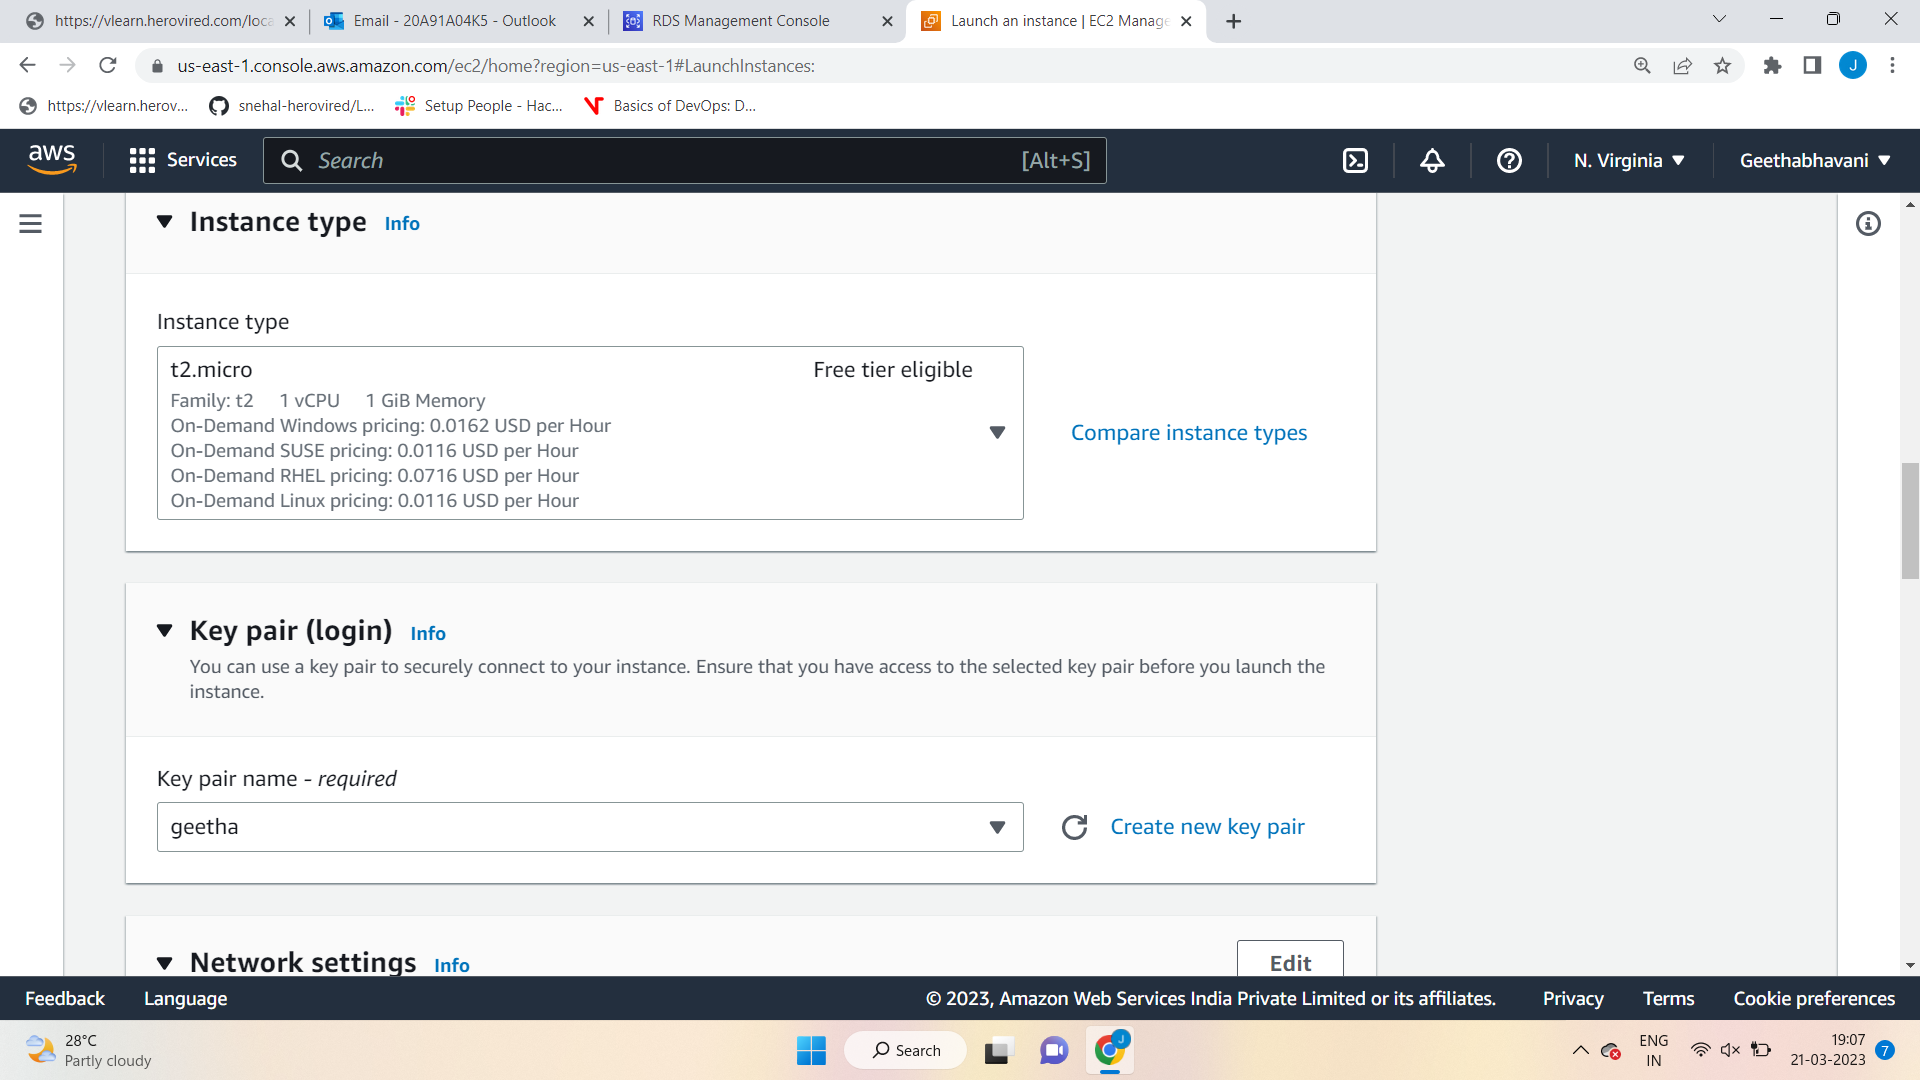 https://vlearn.herovired.com/loca
Email - 20A91A04K5 - Outlook
RDS Management Console
Launch an instance | EC2 Manage
us-east-1.console.aws.amazon.com/ec2/home?region=us-east-1#LaunchInstances:
J
https://vlearn.herov...
snehal-herovired/L...
Setup People - Hac...
Basics of DevOps: D...
aws
Services
Search
[Alt+S]
N. Virginia
Geethabhavani
Instance type
Info
Instance type
t2.micro
Free tier eligible
Family: t2 1 vCPU 1 GiB Memory
On-Demand Windows pricing: 0.0162 USD per Hour
On-Demand SUSE pricing: 0.0116 USD per Hour
On-Demand RHEL pricing: 0.0716 USD per Hour
On-Demand Linux pricing: 0.0116 USD per Hour
Compare instance types
Key pair (login)
Info
You can use a key pair to securely connect to your instance. Ensure that you have access to the selected key pair before you launch the
instance.
Key pair name - required
geetha
Create new key pair
Network settings
Info
Edit
Feedback
Language
© 2023, Amazon Web Services India Private Limited or its affiliates.
Privacy
Terms
Cookie preferences
28°C
Partly cloudy
Search
J
ENG
IN
19:07
21-03-2023
7